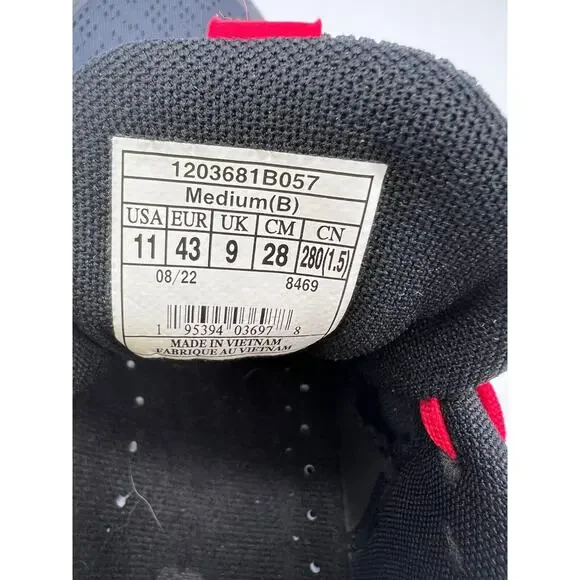 1203681B057
Medium(B)
USA EUR UK CM CN
11 43 9 28 280(1.5)
08/22 8469
1 95394 03697 8
MADE IN VIETNAM
FABRIQUE AU VIETNAM